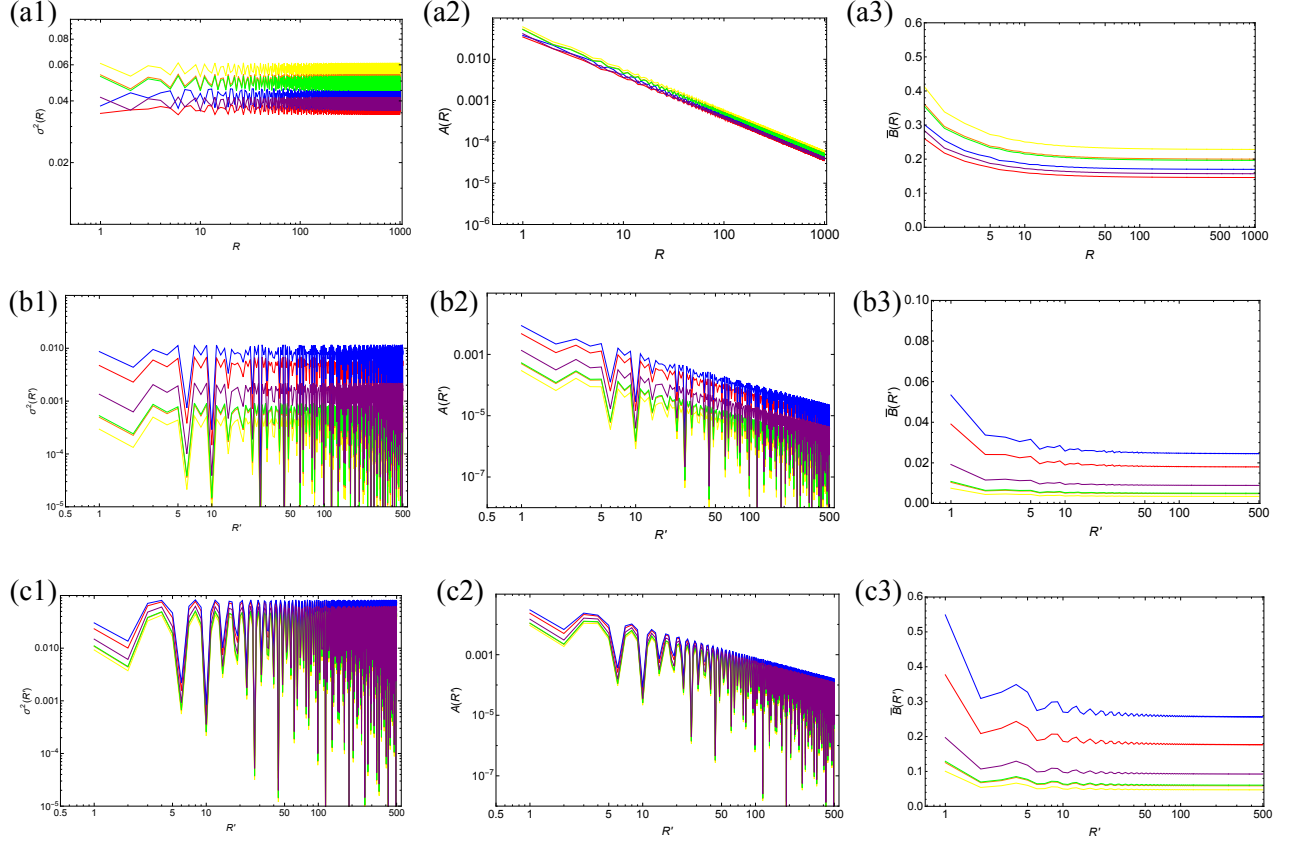 (a1) (a2) (a3)
0.08
0.06
0.04
0.02
σ²(R)
1 10 100 1000
R
0.010
0.001
10⁻⁴
10⁻⁵
10⁻⁶
A(R)
1 10 100 1000
R
0.6
0.5
0.4
0.3
0.2
0.1
0.0
B̅(R)
5 10 50 100 500 1000
R
(b1) (b2) (b3)
0.010
0.001
10⁻⁴
10⁻⁵
σ²(R')
0.5 1 5 10 50 100 500
R'
0.001
10⁻⁵
10⁻⁷
A(R')
0.5 1 5 10 50 100 500
R'
0.10
0.08
0.06
0.04
0.02
0.00
B̅(R')
1 5 10 50 100 500
R'
(c1) (c2) (c3)
0.010
0.001
10⁻⁴
10⁻⁵
σ²(R')
0.5 1 5 10 50 100 500
R'
0.001
10⁻⁵
10⁻⁷
A(R')
0.5 1 5 10 50 100 500
R'
0.6
0.5
0.4
0.3
0.2
0.1
0.0
B̅(R')
1 5 10 50 100 500
R'